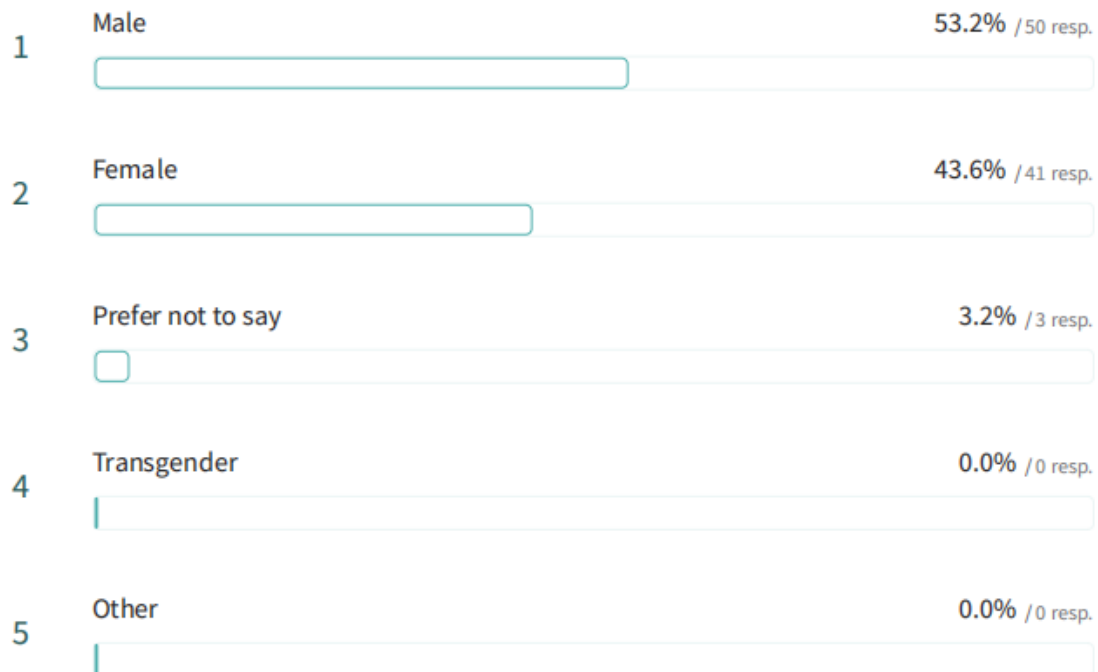 1
Male
53.2% / 50 resp.
2
Female
43.6% / 41 resp.
3
Prefer not to say
3.2% / 3 resp.
4
Transgender
0.0% / 0 resp.
5
Other
0.0% / 0 resp.